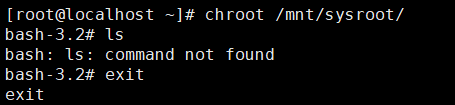 [root@localhost ~]# chroot /mnt/sysroot/
bash-3.2# ls
bash: ls: command not found
bash-3.2# exit
exit